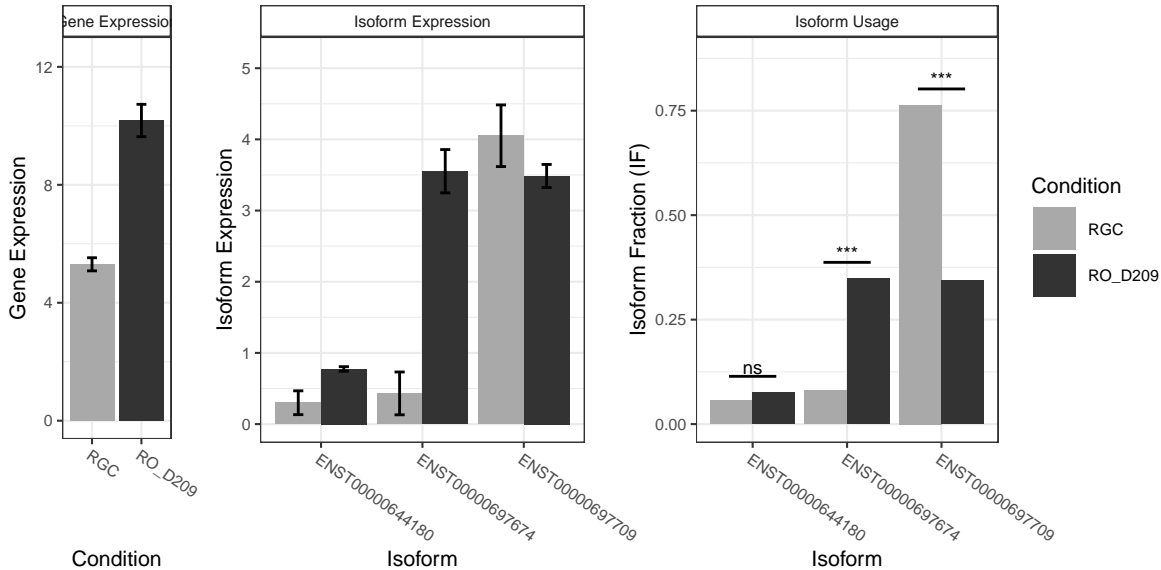 Gene Expression
Isoform Expression
Isoform Usage
Gene Expression
12
8
4
0
RGC
RO_D209
Condition
Isoform Expression
5
4
3
2
1
0
ENST00000644180
ENST00000697674
ENST00000697709
Isoform
Isoform Fraction (IF)
0.75
0.50
0.25
0.00
ns
***
***
ENST00000644180
ENST00000697674
ENST00000697709
Isoform
Condition
RGC
RO_D209